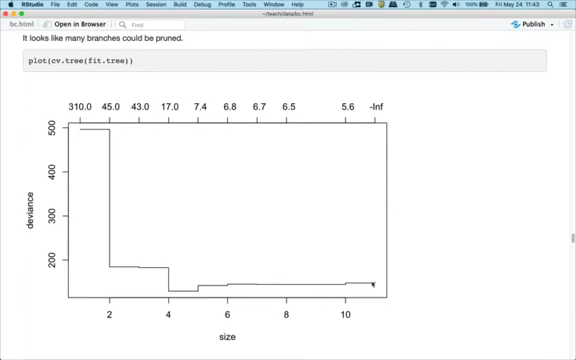 RStudio File Edit Code View Plots Session Build Debug Profile Tools Window Help 100% Fri May 24 11:43
~/teach/data/bc.html
bc.html Open in Browser Find Publish
It looks like many branches could be pruned.
plot(cv.tree(fit.tree))
310.0 45.0 43.0 17.0 7.4 6.8 6.7 6.5 5.6 -Inf
500
400
300
200
deviance
2 4 6 8 10
size